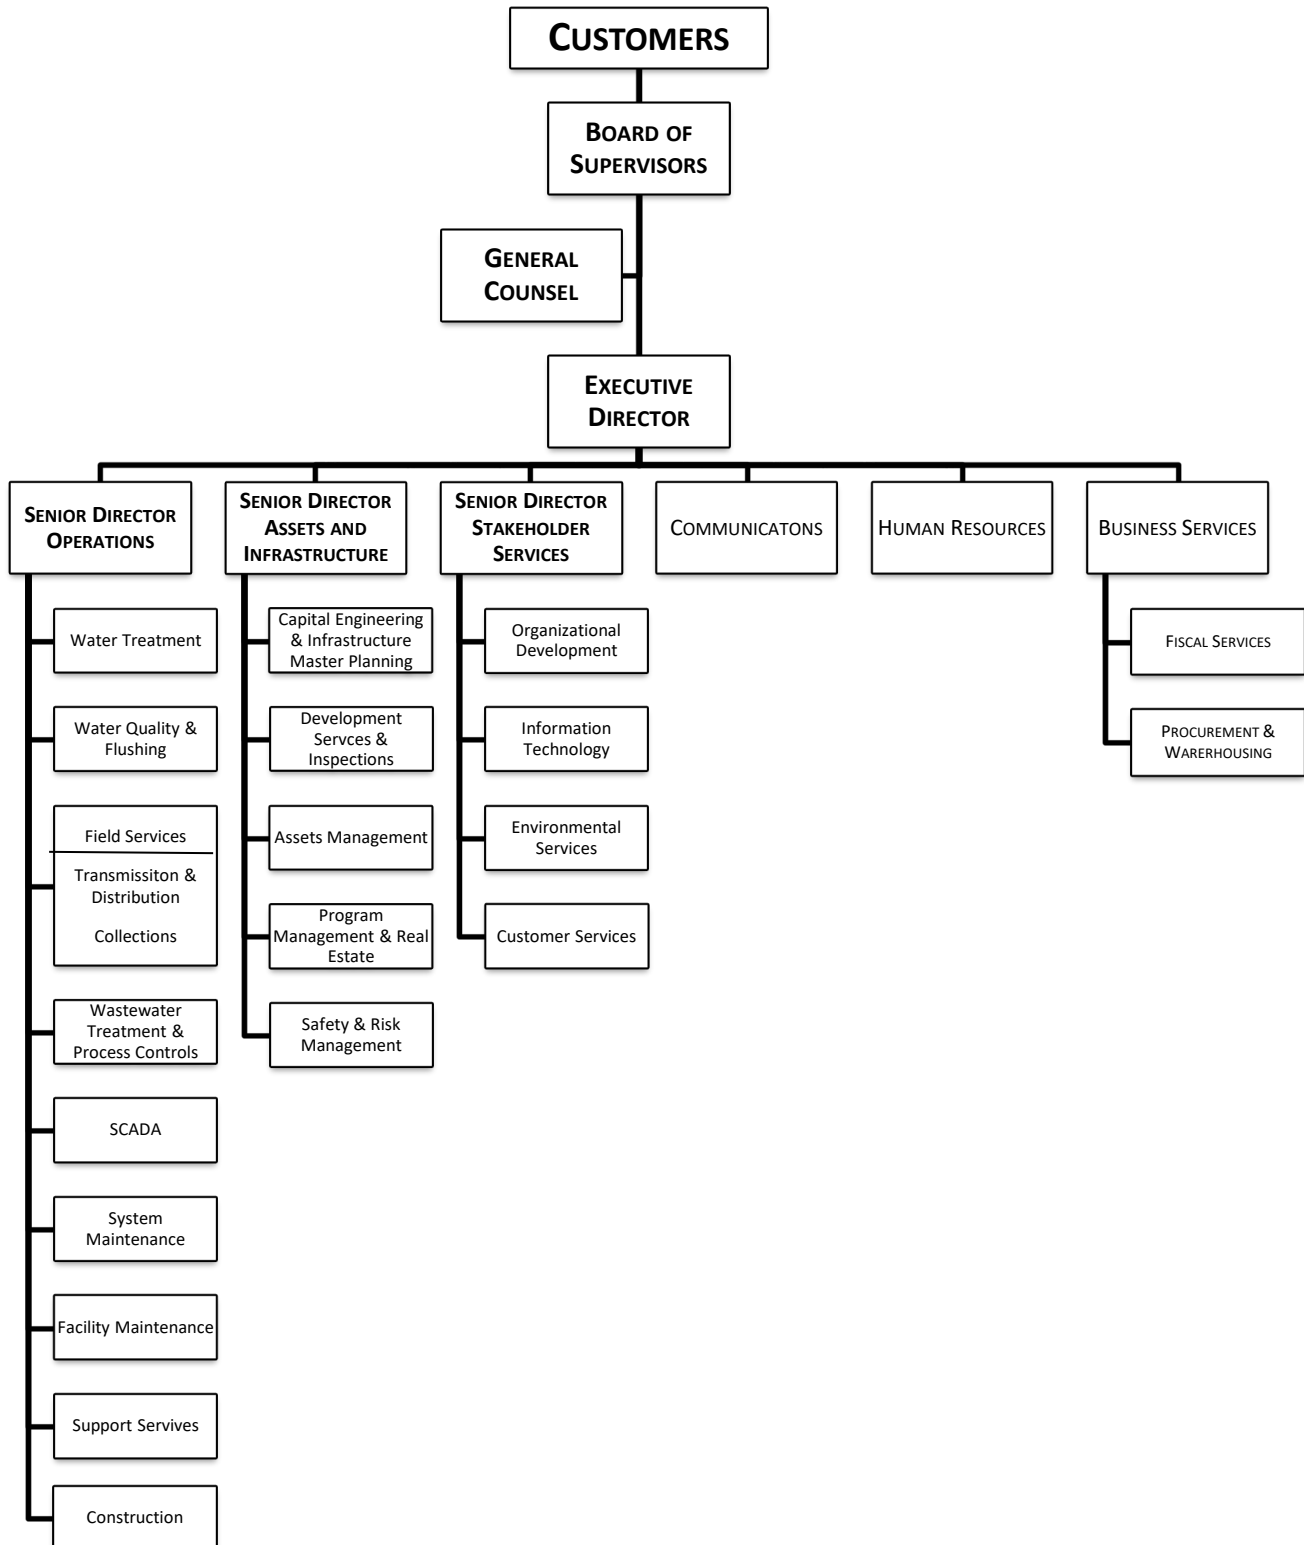 CUSTOMERS
BOARD OF
SUPERVISORS
GENERAL
COUNSEL
EXECUTIVE
DIRECTOR
SENIOR DIRECTOR
OPERATIONS
SENIOR DIRECTOR
ASSETS AND
INFRASTRUCTURE
SENIOR DIRECTOR
STAKEHOLDER
SERVICES
COMMUNICATONS
HUMAN RESOURCES
BUSINESS SERVICES
Water Treatment
Water Quality &
Flushing
Field Services
Transmissiton &
Distribution
Collections
Wastewater
Treatment &
Process Controls
SCADA
System
Maintenance
Facility Maintenance
Support Servives
Construction
Capital Engineering
& Infrastructure
Master Planning
Development
Servces &
Inspections
Assets Management
Program
Management & Real
Estate
Safety & Risk
Management
Organizational
Development
Information
Technology
Environmental
Services
Customer Services
FISCAL SERVICES
PROCUREMENT &
WARERHOUSING